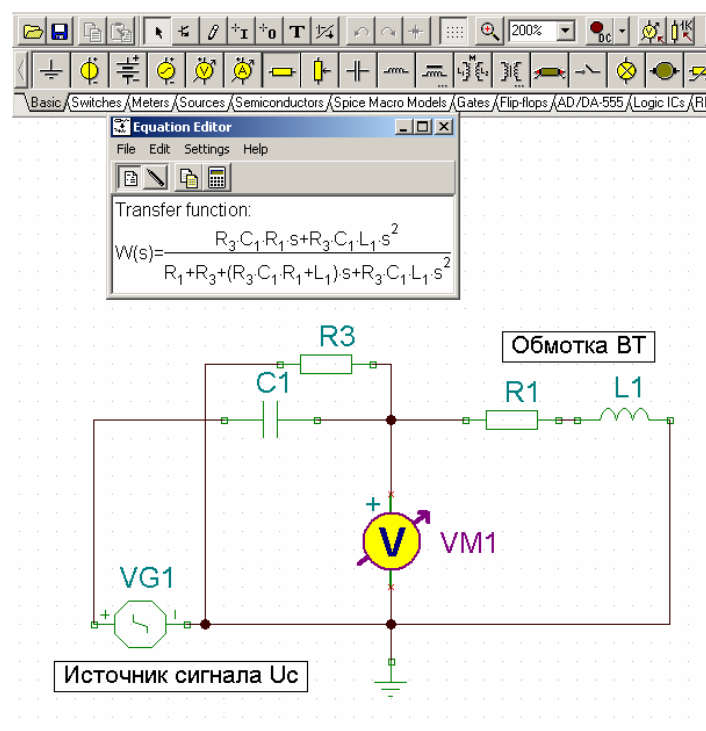 200%
DC
1K
Basic Switches Meters Sources Semiconductors Spice Macro Models Gates Flip-flops AD/DA-555 Logic ICs
Equation Editor
File Edit Settings Help
Transfer function:
W(s)=(R₃·C₁·R₁·s+R₃·C₁·L₁·s²)/(R₁+R₃+(R₃·C₁·R₁+L₁)·s+R₃·C₁·L₁·s²)
R3
Обмотка ВТ
C1
R1
L1
+
V
VM1
VG1
+
Источник сигнала Uc